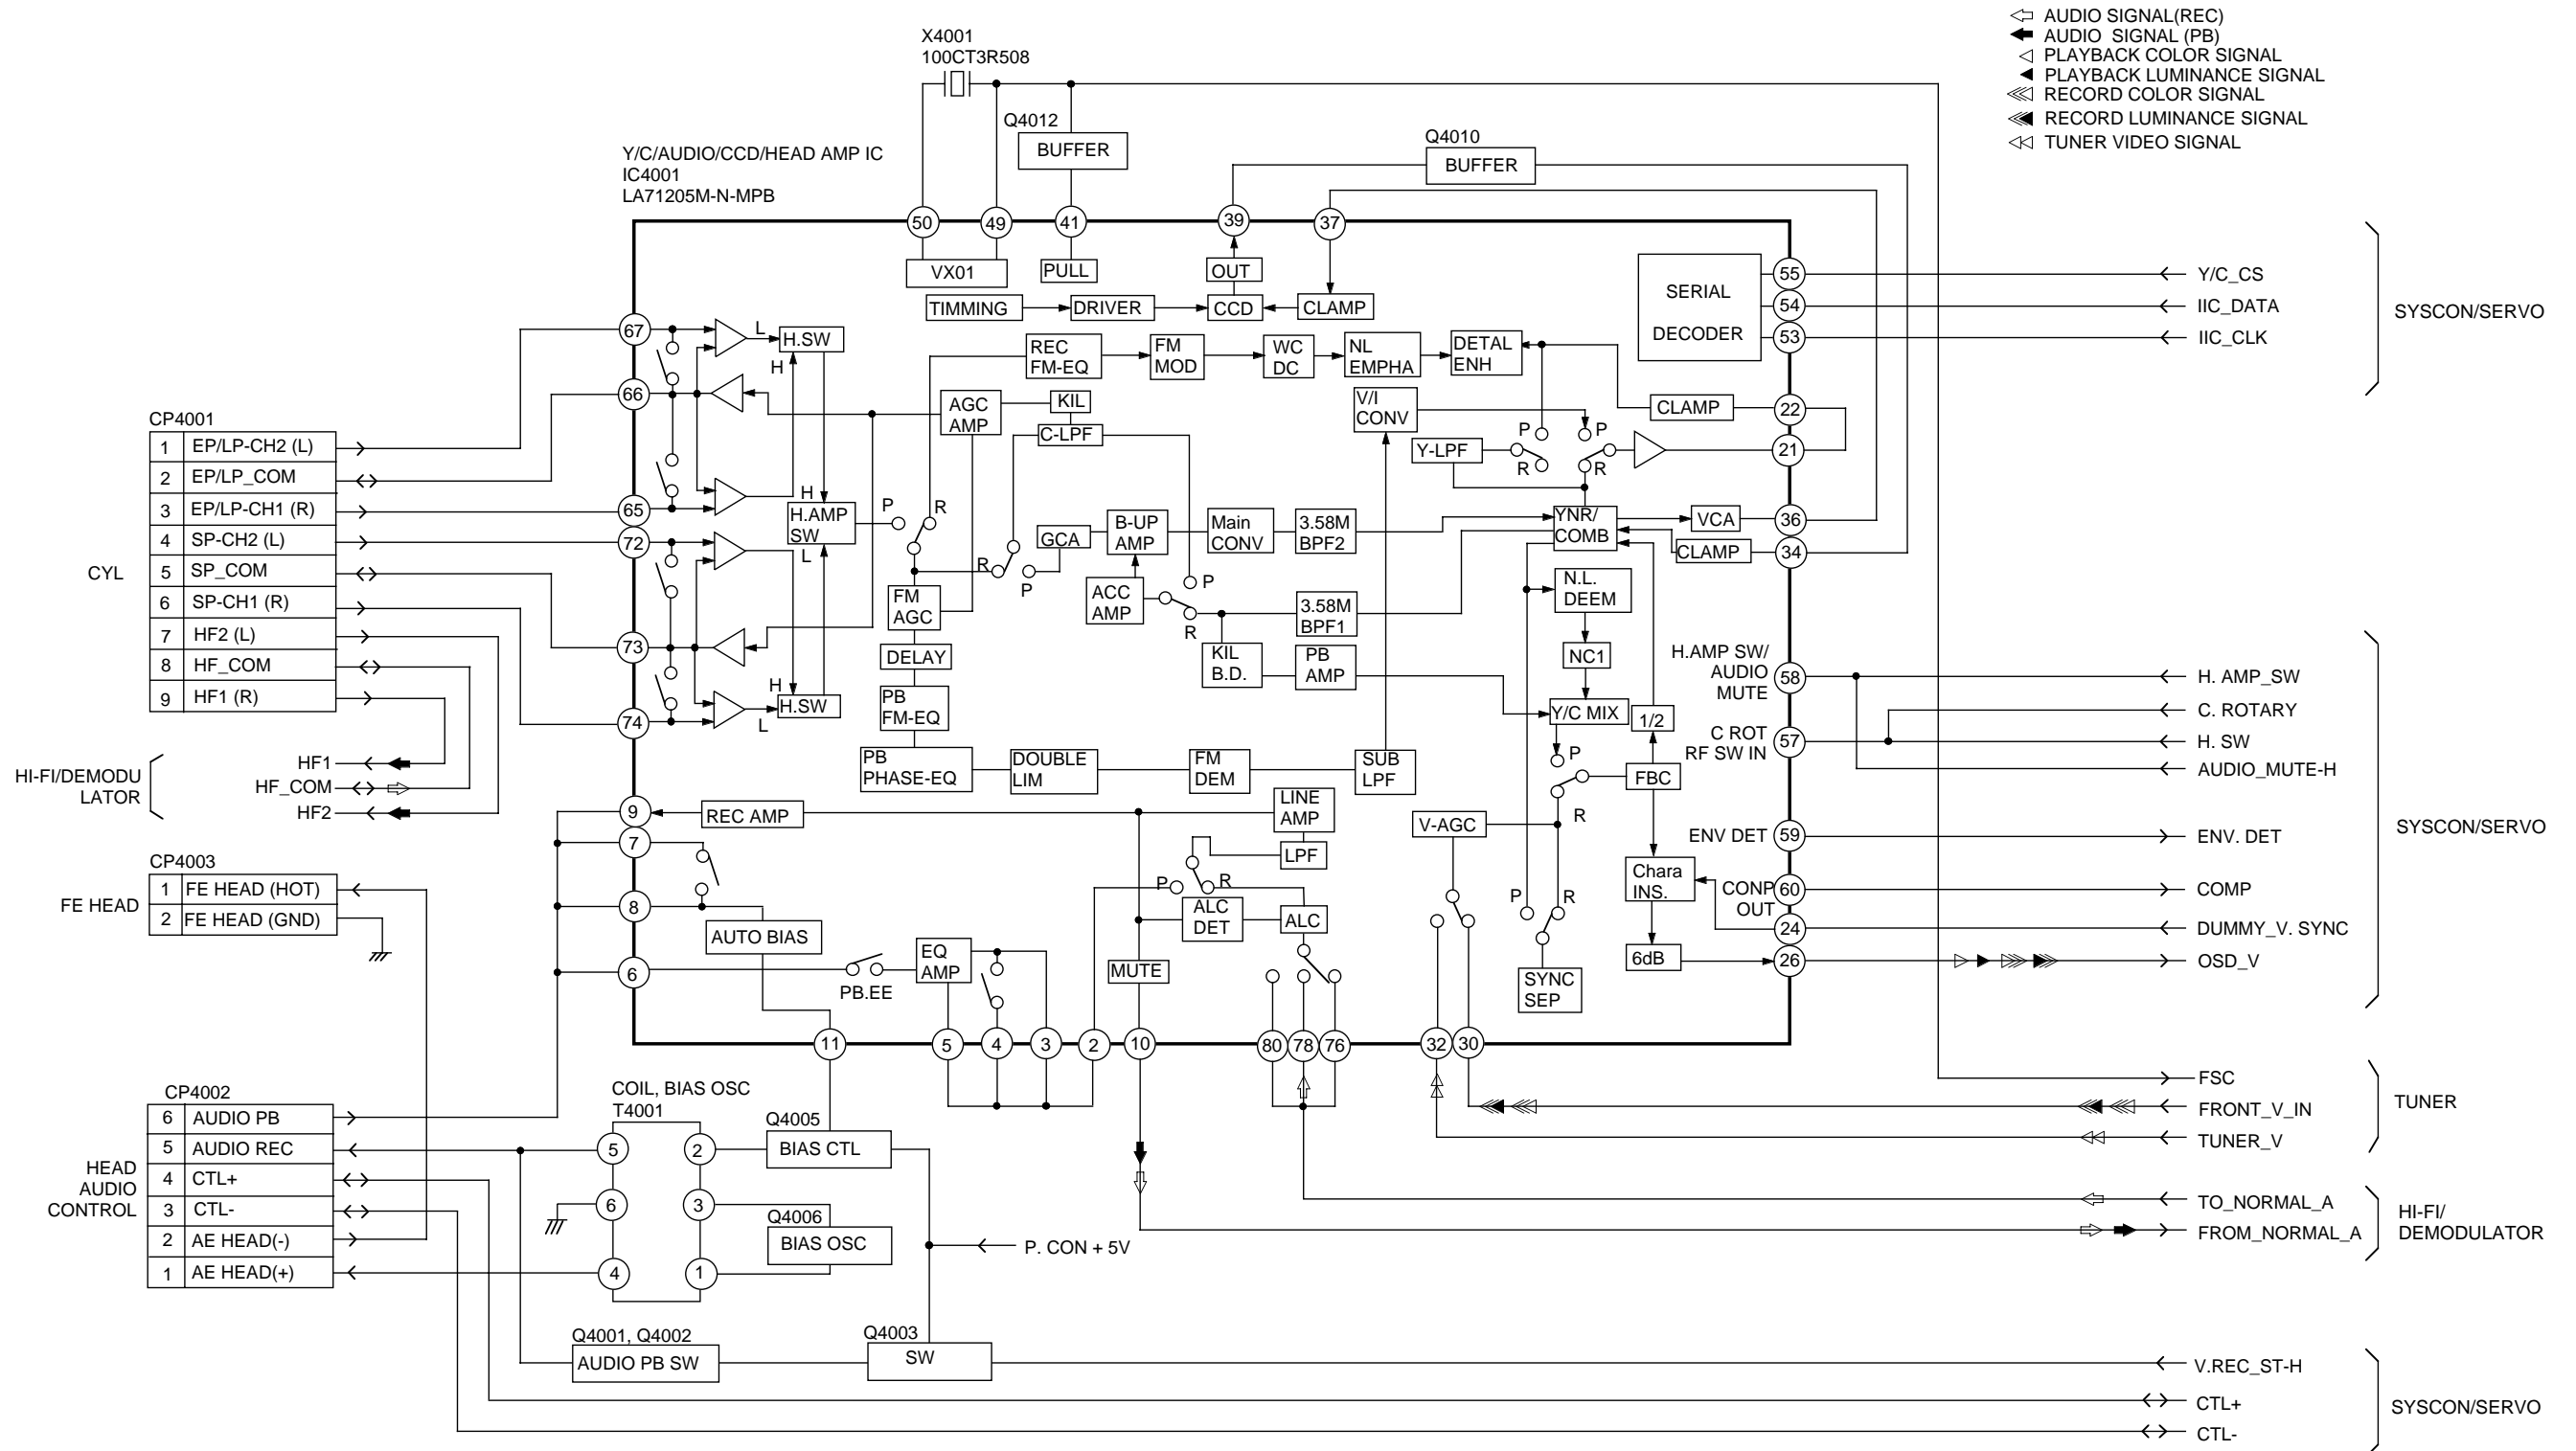 AUDIO SIGNAL(REC)
AUDIO SIGNAL (PB)
PLAYBACK COLOR SIGNAL
PLAYBACK LUMINANCE SIGNAL
RECORD COLOR SIGNAL
RECORD LUMINANCE SIGNAL
TUNER VIDEO SIGNAL
X4001
100CT3R508
Q4012
BUFFER
Q4010
BUFFER
Y/C/AUDIO/CCD/HEAD AMP IC
IC4001
LA71205M-N-MPB
50
49
41
39
37
VX01
PULL
OUT
TIMMING
DRIVER
CCD
CLAMP
SERIAL
DECODER
55
54
53
Y/C_CS
IIC_DATA
IIC_CLK
SYSCON/SERVO
67
66
65
72
73
74
L
H.SW
H
H
H.AMP
SW
L
H
H.SW
L
P
R
REC
FM-EQ
FM
MOD
WC
DC
NL
EMPHA
DETAL
ENH
AGC
AMP
KIL
C-LPF
V/I
CONV
CLAMP
22
21
Y-LPF
P
R
P
R
CP4001
1 EP/LP-CH2 (L)
2 EP/LP_COM
3 EP/LP-CH1 (R)
4 SP-CH2 (L)
5 SP_COM
6 SP-CH1 (R)
7 HF2 (L)
8 HF_COM
9 HF1 (R)
CYL
GCA
B-UP
AMP
Main
CONV
3.58M
BPF2
YNR/
COMB
VCA
36
CLAMP
34
R
P
P
FM
AGC
ACC
AMP
R
3.58M
BPF1
N.L.
DEEM
DELAY
KIL
B.D.
PB
AMP
NC1
PB
FM-EQ
Y/C MIX
1/2
H.AMP SW/
AUDIO
MUTE
58
C ROT
RF SW IN
57
H. AMP_SW
C. ROTARY
H. SW
AUDIO_MUTE-H
PB
PHASE-EQ
DOUBLE
LIM
FM
DEM
SUB
LPF
P
FBC
R
HI-FI/DEMODU
LATOR
HF1
HF_COM
HF2
9
7
8
6
REC AMP
LINE
AMP
LPF
V-AGC
ENV DET
59
ENV. DET
SYSCON/SERVO
CP4003
1 FE HEAD (HOT)
2 FE HEAD (GND)
FE HEAD
P
R
ALC
DET
ALC
Chara
INS.
CONP
OUT
60
COMP
24
DUMMY_V. SYNC
AUTO BIAS
P
R
6dB
26
OSD_V
EQ
AMP
PB.EE
MUTE
SYNC
SEP
11
5
4
3
2
10
80
78
76
32
30
CP4002
6 AUDIO PB
5 AUDIO REC
4 CTL+
3 CTL-
2 AE HEAD(-)
1 AE HEAD(+)
HEAD
AUDIO
CONTROL
COIL, BIAS OSC
T4001
5
2
6
3
4
1
Q4005
BIAS CTL
Q4006
BIAS OSC
P. CON + 5V
FSC
FRONT_V_IN
TUNER_V
TUNER
TO_NORMAL_A
FROM_NORMAL_A
HI-FI/
DEMODULATOR
Q4001, Q4002
AUDIO PB SW
Q4003
SW
V.REC_ST-H
CTL+
CTL-
SYSCON/SERVO